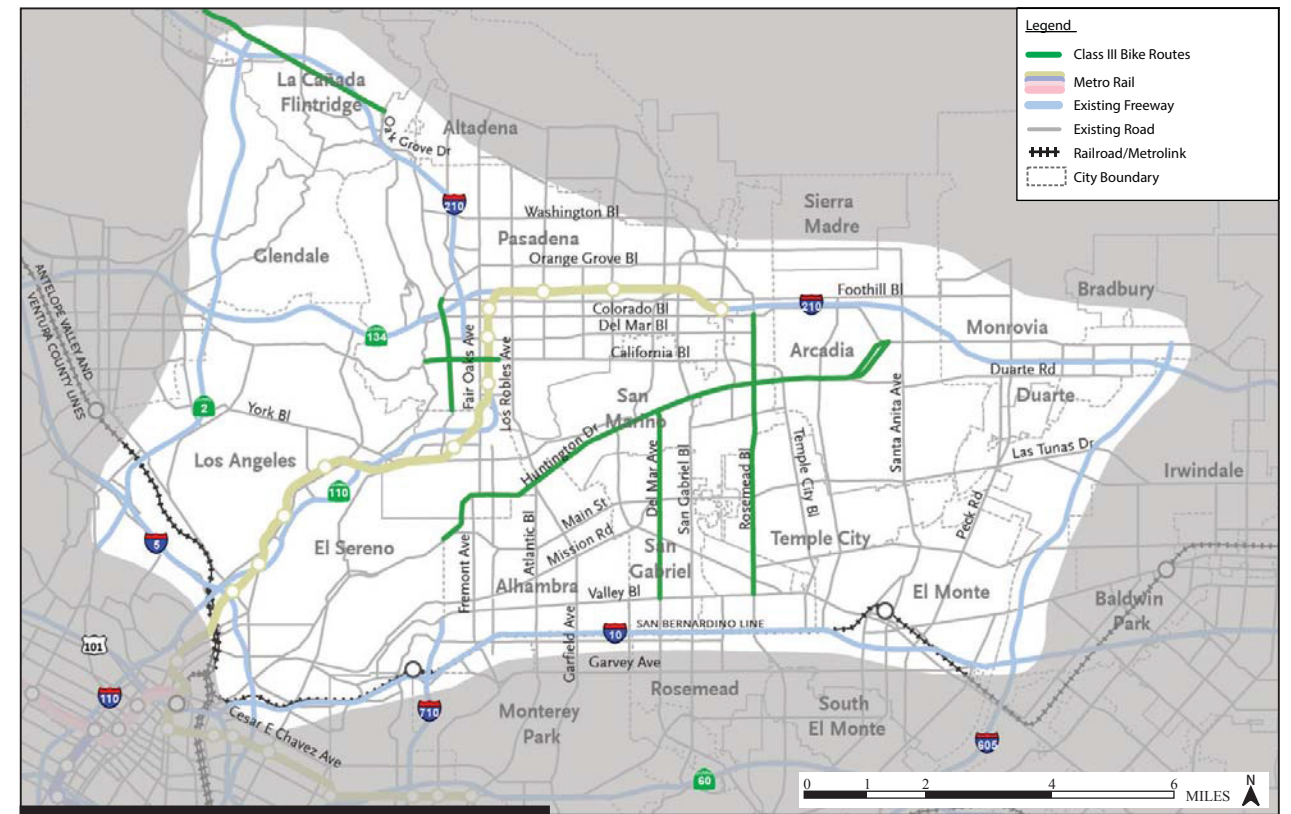 Legend
Class III Bike Routes
Metro Rail
Existing Freeway
Existing Road
Railroad/Metrolink
City Boundary
La Cañada
Flintridge
Oak Grove Dr
Altadena
210
Washington Bl
Sierra
Madre
Pasadena
Glendale
Orange Grove Bl
Foothill Bl
Bradbury
ANTELOPE VALLEY AND
VENTURA COUNTY LINES
134
Colorado Bl
210
Del Mar Bl
Monrovia
California Bl
Arcadia
Fair Oaks Ave
Los Robles Ave
Duarte Rd
Duarte
2
York Bl
San
Marino
Huntington Dr
Santa Anita Ave
Las Tunas Dr
Los Angeles
Irwindale
110
Del Mar Ave
San Gabriel Bl
Rosemead Bl
Temple City Bl
Peck Rd
Main St
Mission Rd
Atlantic Bl
Fremont Ave
5
El Sereno
San
Gabriel
Temple City
Alhambra
Valley Bl
El Monte
Baldwin
Park
Garfield Ave
10
SAN BERNARDINO LINE
101
Garvey Ave
110
Rosemead
710
Cesar E Chavez Ave
Monterey
Park
South
El Monte
605
60
0 1 2 4 6 MILES
N